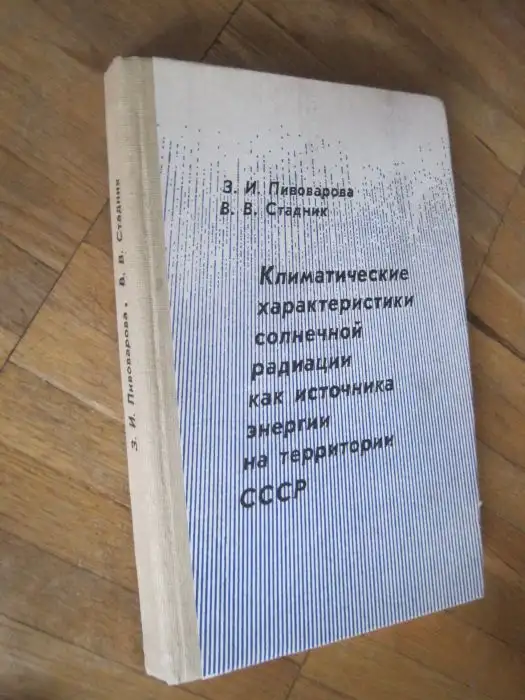 З. И. Пивоварова
В. В. Стадник
Климатические
характеристики
солнечной
радиации
как источника
энергии
на территории
СССР
З. И. Пивоварова, В. В. Стадник